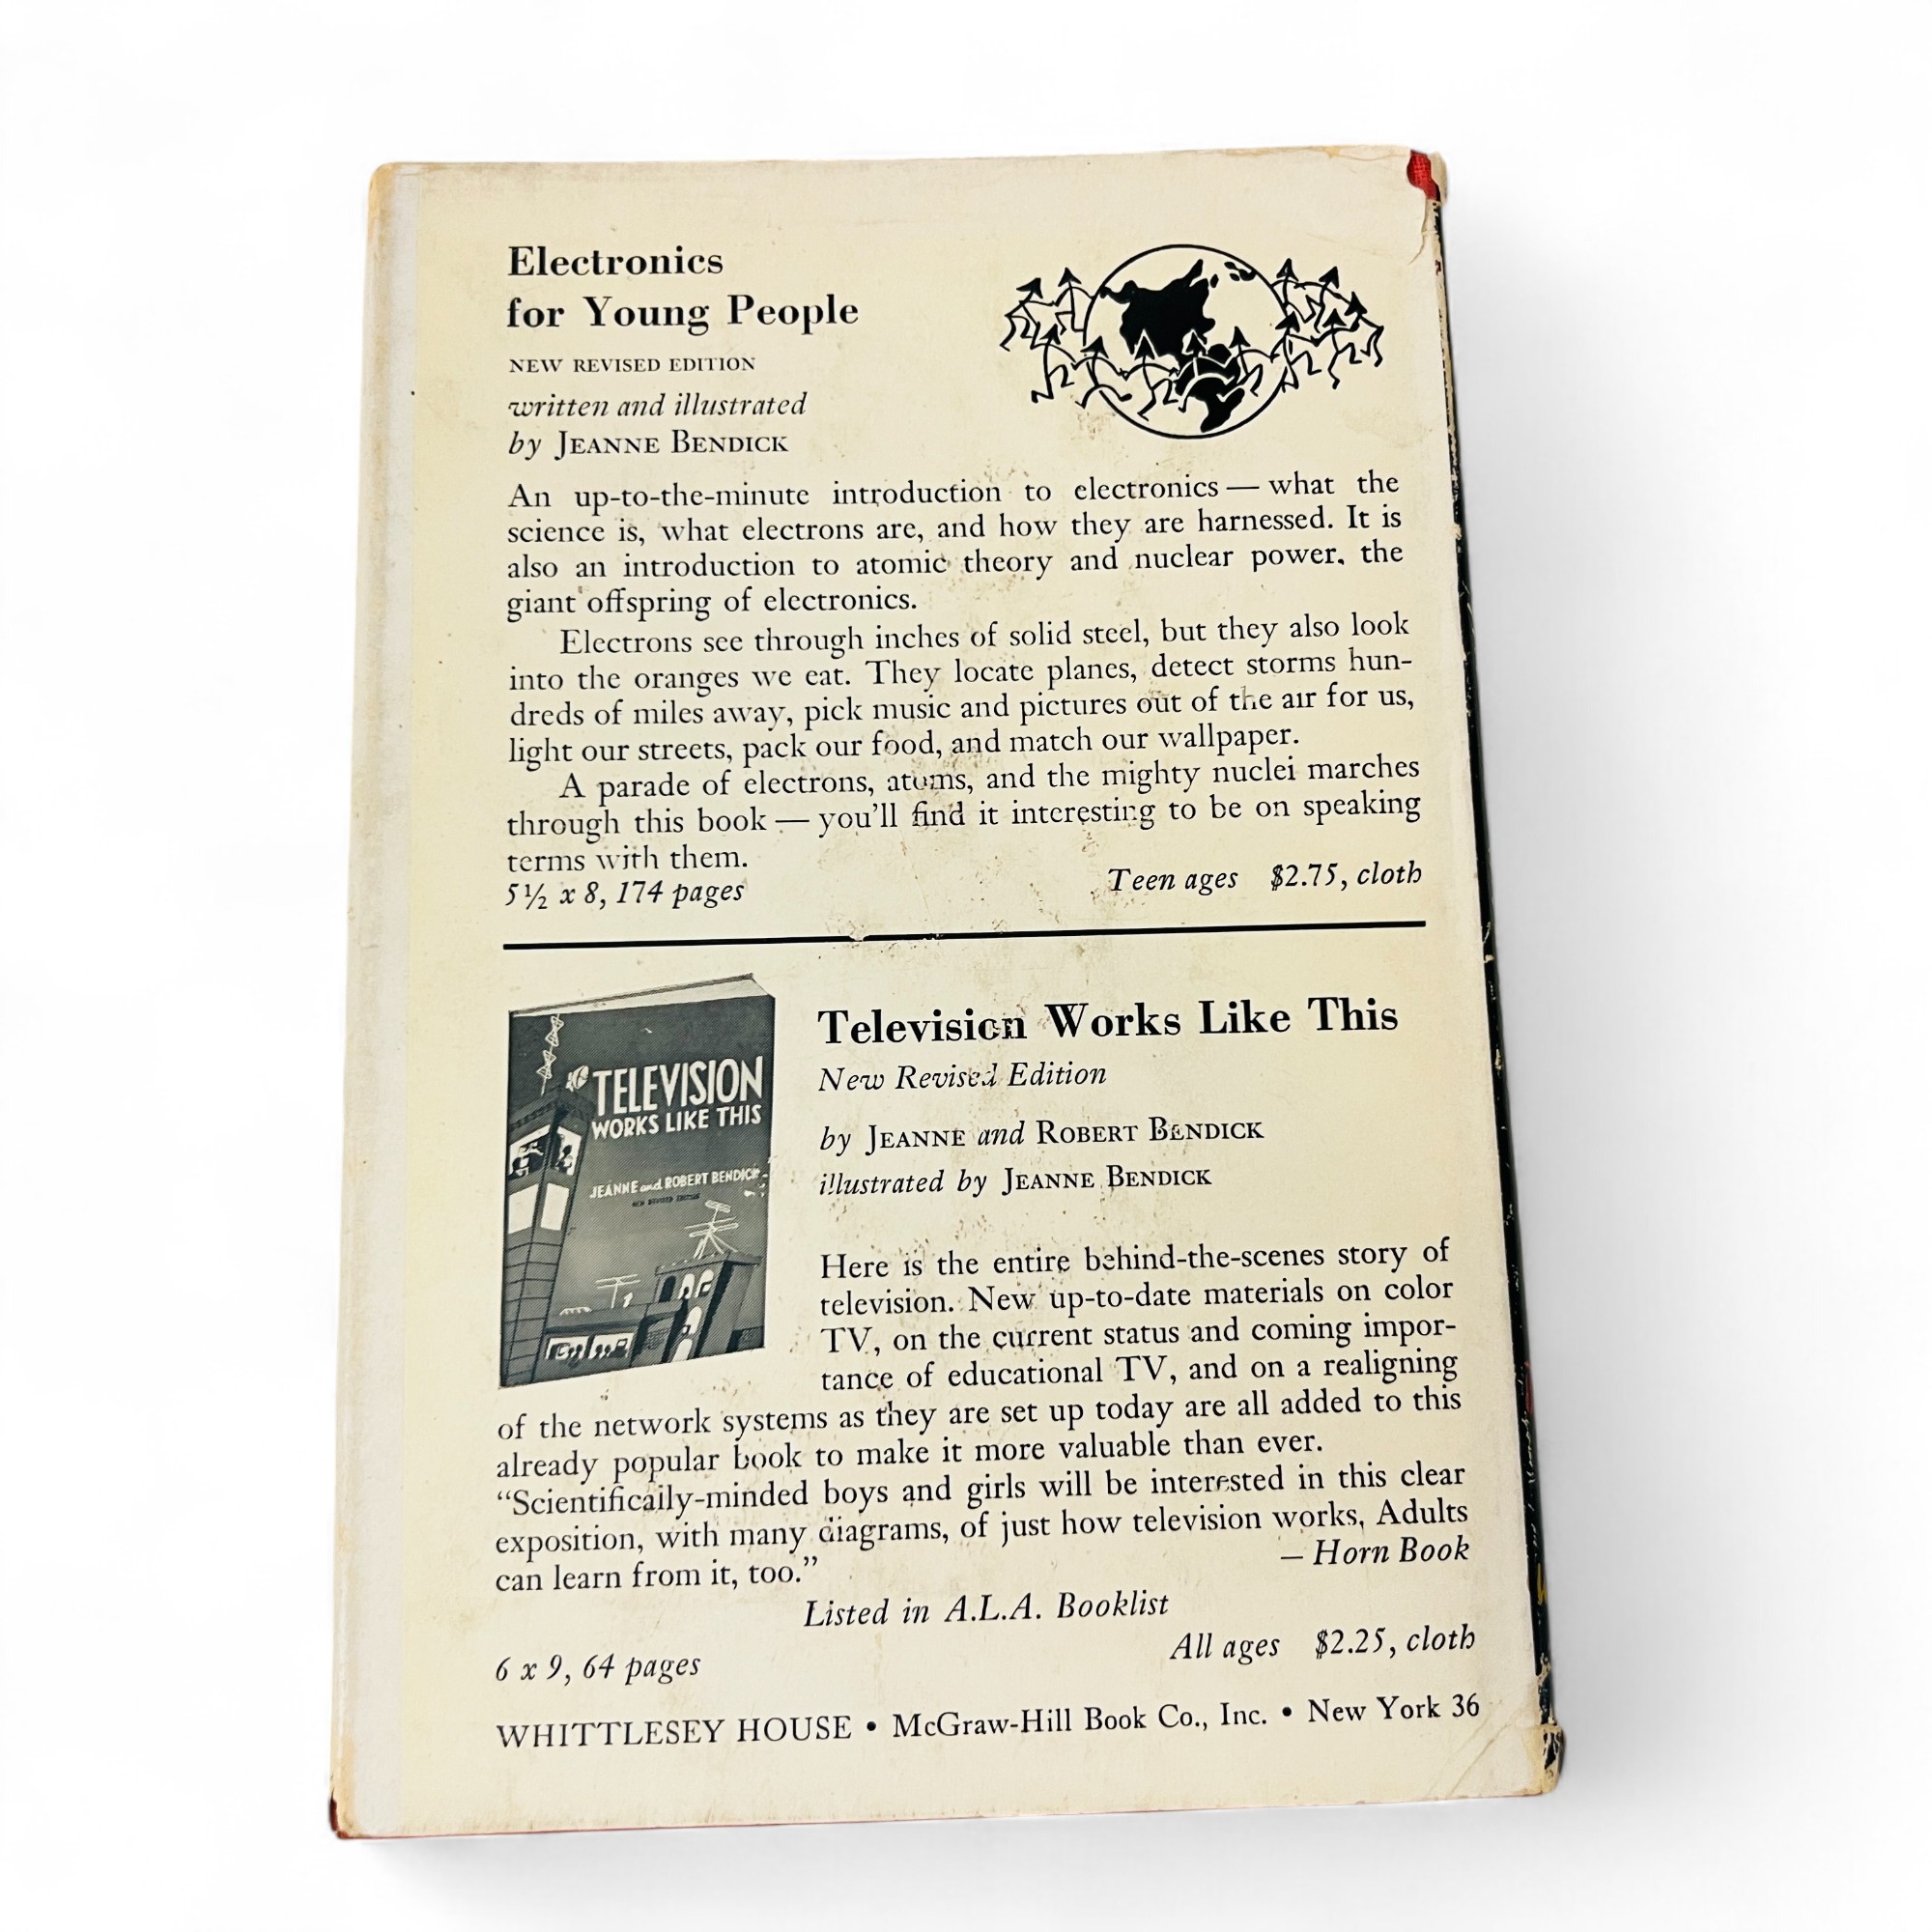 Electronics
for Young People
NEW REVISED EDITION
written and illustrated
by JEANNE BENDICK
An up-to-the-minute introduction to electronics — what the
science is, what electrons are, and how they are harnessed. It is
also an introduction to atomic theory and nuclear power, the
giant offspring of electronics.
Electrons see through inches of solid steel, but they also look
into the oranges we eat. They locate planes, detect storms hun-
dreds of miles away, pick music and pictures out of the air for us,
light our streets, pack our food, and match our wallpaper.
A parade of electrons, atoms, and the mighty nuclei marches
through this book — you'll find it interesting to be on speaking
terms with them.
5½ x 8, 174 pages Teen ages $2.75, cloth
TELEVISION
WORKS LIKE THIS
JEANNE and ROBERT BENDICK
NEW REVISED EDITION
Television Works Like This
New Revised Edition
by JEANNE and ROBERT BENDICK
illustrated by JEANNE BENDICK
Here is the entire behind-the-scenes story of
television. New up-to-date materials on color
TV, on the current status and coming impor-
tance of educational TV, and on a realigning
of the network systems as they are set up today are all added to this
already popular book to make it more valuable than ever.
“Scientifically-minded boys and girls will be interested in this clear
exposition, with many diagrams, of just how television works, Adults
can learn from it, too.” — Horn Book
Listed in A.L.A. Booklist
6 x 9, 64 pages All ages $2.25, cloth
WHITTLESEY HOUSE • McGraw-Hill Book Co., Inc. • New York 36